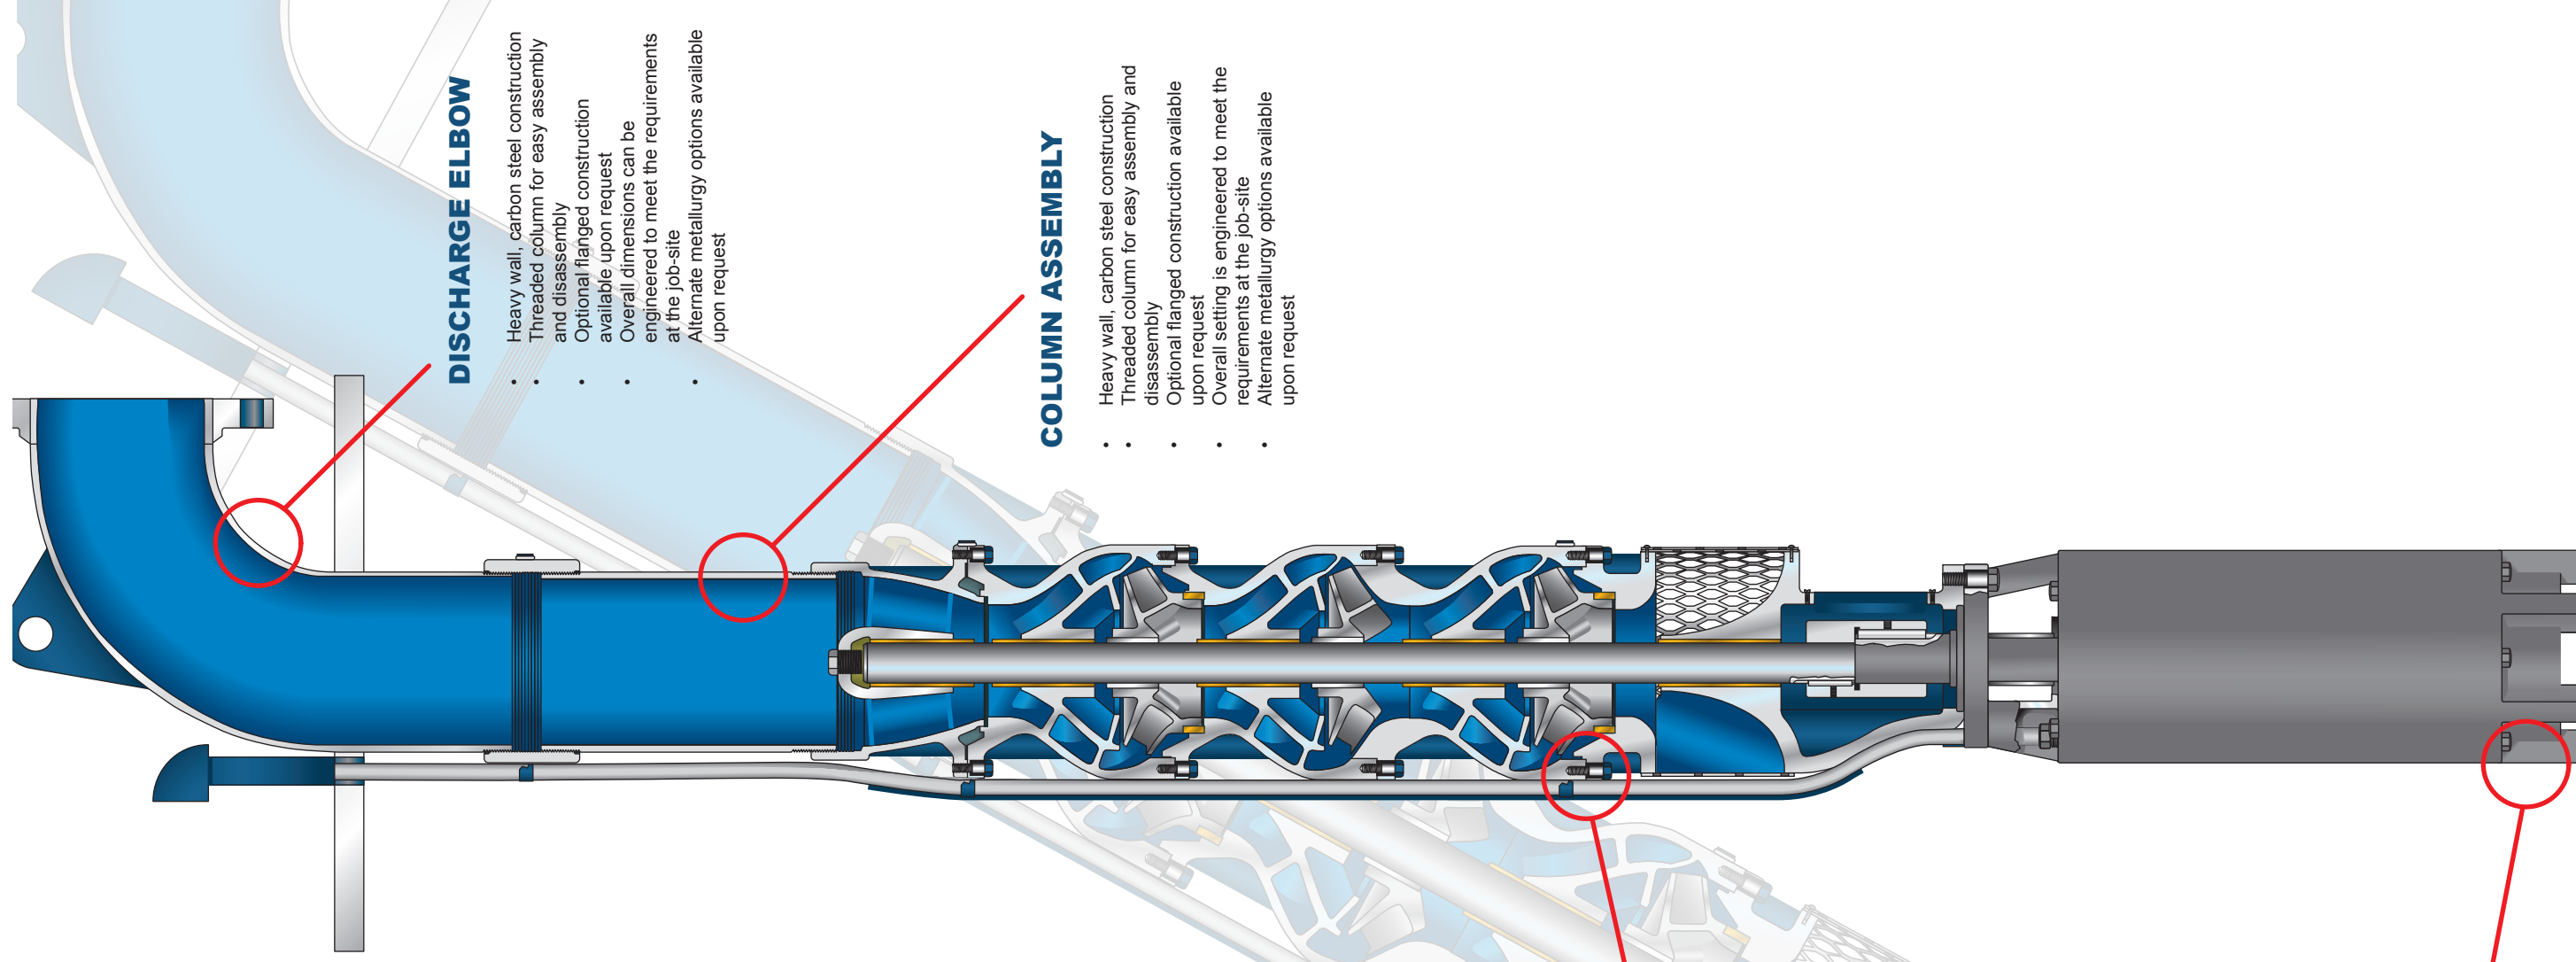 DISCHARGE ELBOW
• Heavy wall, carbon steel construction
• Threaded column for easy assembly
and disassembly
• Optional flanged construction
available upon request
• Overall dimensions can be
engineered to meet the requirements
at the job-site
• Alternate metallurgy options available
upon request
COLUMN ASSEMBLY
• Heavy wall, carbon steel construction
• Threaded column for easy assembly and
disassembly
• Optional flanged construction available
upon request
• Overall setting is engineered to meet the
requirements at the job-site
• Alternate metallurgy options available
upon request